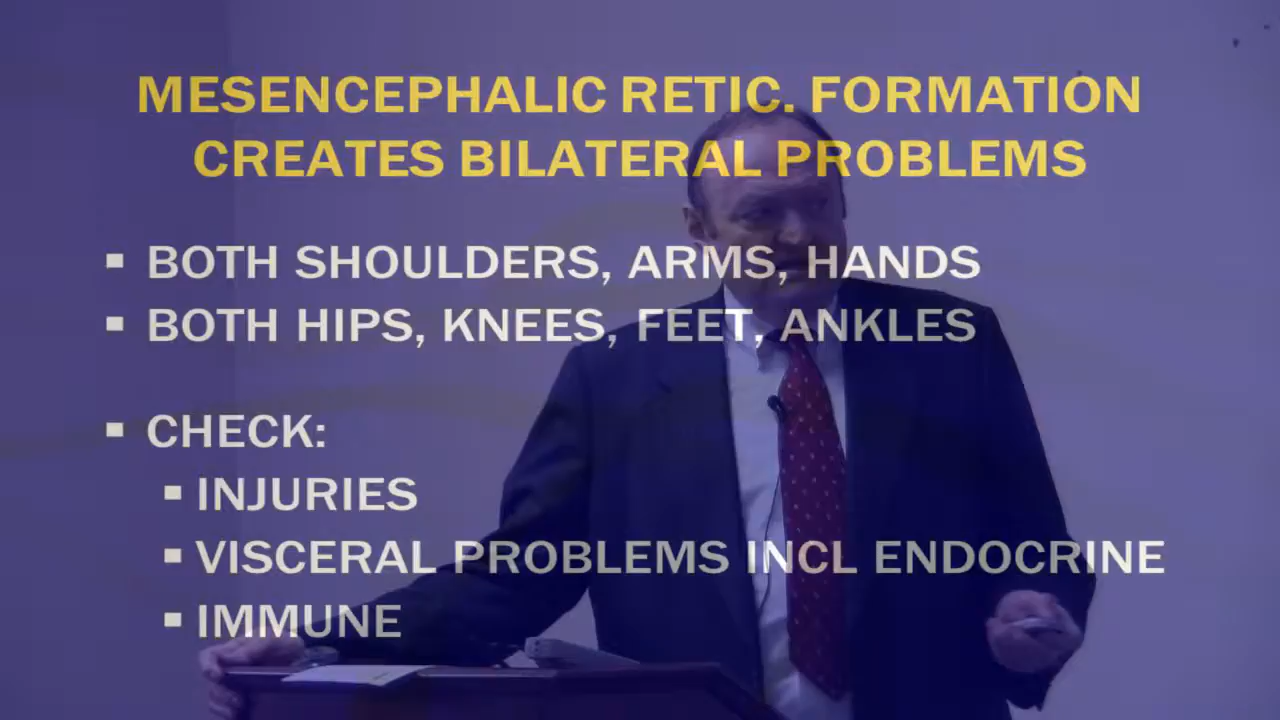 MESENCEPHALIC RETIC. FORMATION
CREATES BILATERAL PROBLEMS
▪ BOTH SHOULDERS, ARMS, HANDS
▪ BOTH HIPS, KNEES, FEET, ANKLES
▪ CHECK:
▪ INJURIES
▪ VISCERAL PROBLEMS INCL ENDOCRINE
▪ IMMUNE